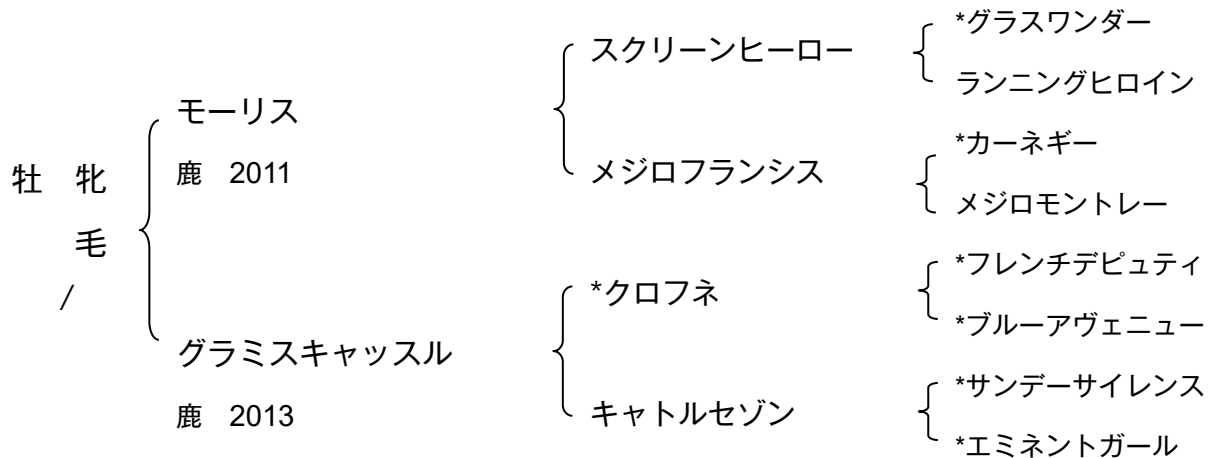 *グラスワンダー
スクリーンヒーロー
ランニングヒロイン
モーリス
鹿 2011
*カーネギー
メジロフランシス
メジロモントレー
牡 牝
毛
/
*フレンチデピュティ
*クロフネ
*ブルーアヴェニュー
グラミスキャッスル
鹿 2013
*サンデーサイレンス
キャトルセゾン
*エミネントガール